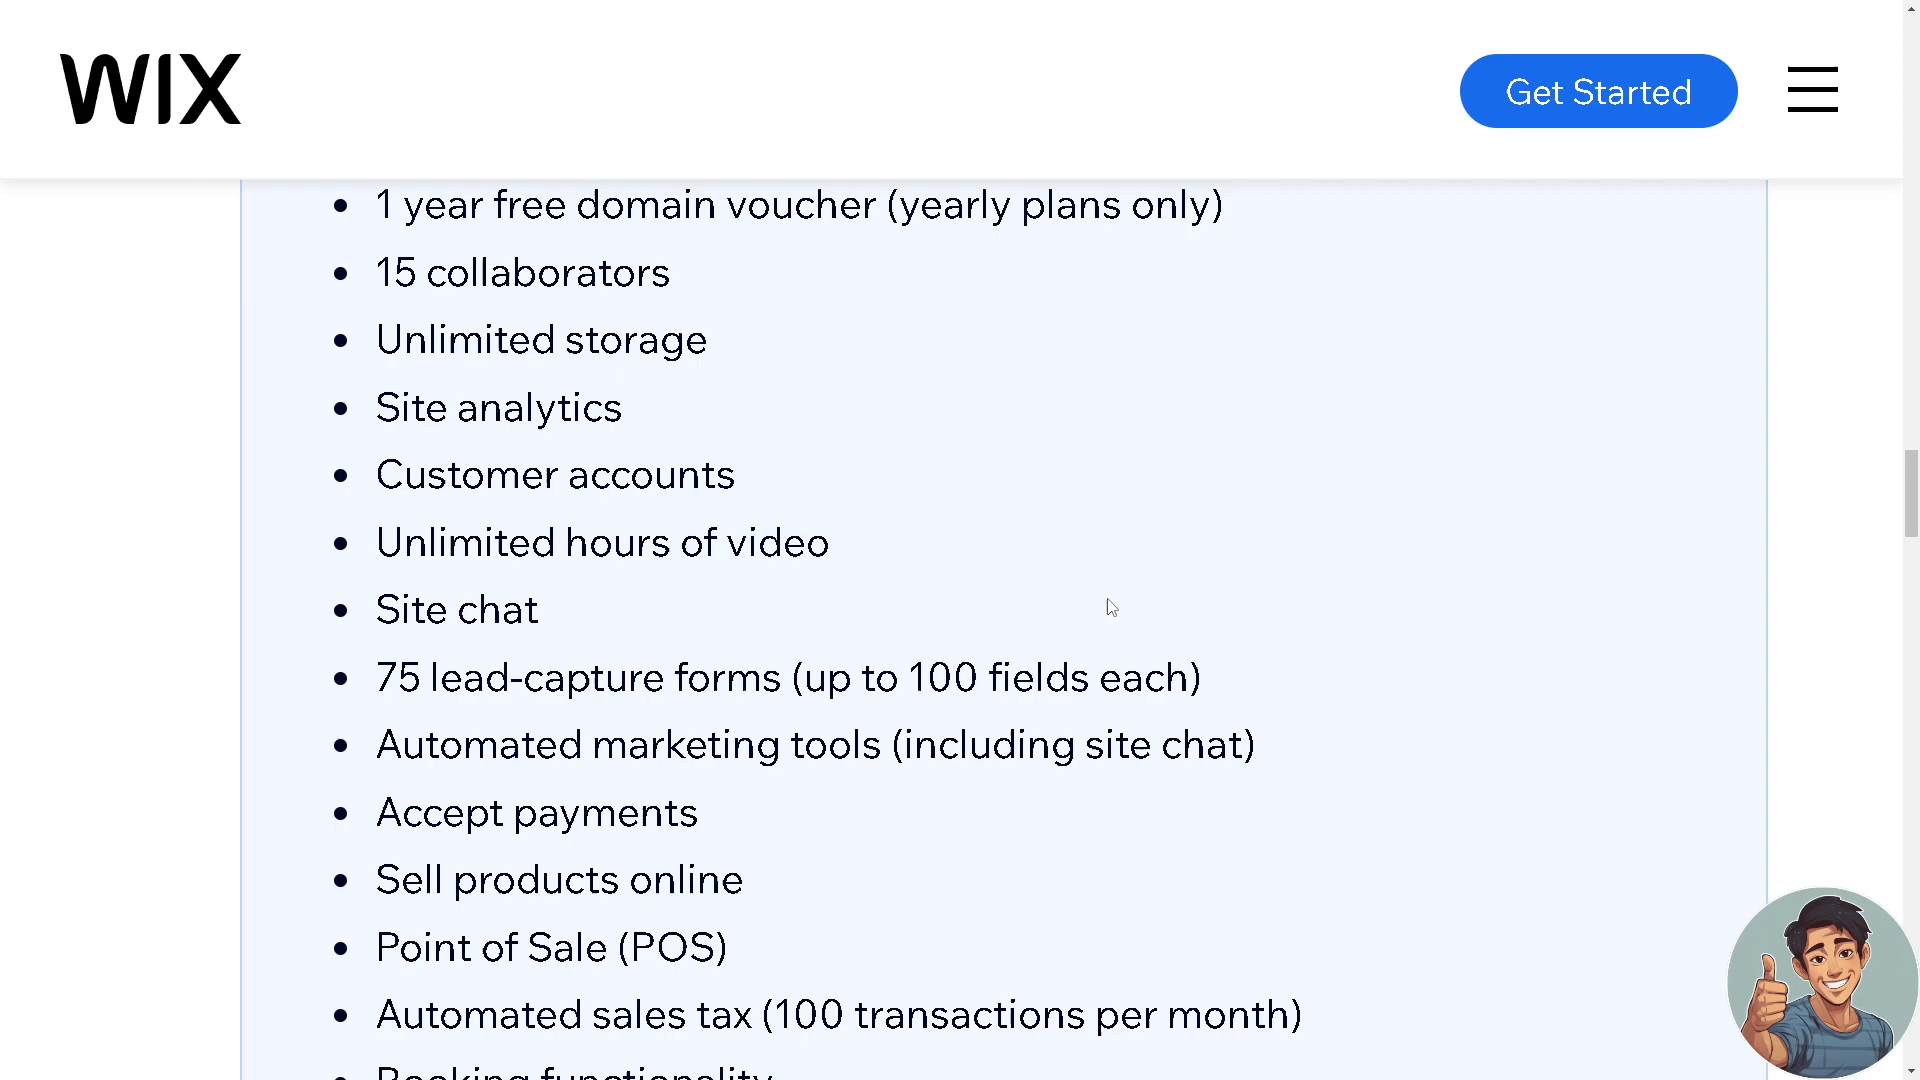 WIX
Get Started
• 1 year free domain voucher (yearly plans only)
• 15 collaborators
• Unlimited storage
• Site analytics
• Customer accounts
• Unlimited hours of video
• Site chat
• 75 lead-capture forms (up to 100 fields each)
• Automated marketing tools (including site chat)
• Accept payments
• Sell products online
• Point of Sale (POS)
• Automated sales tax (100 transactions per month)
• Booking functionality